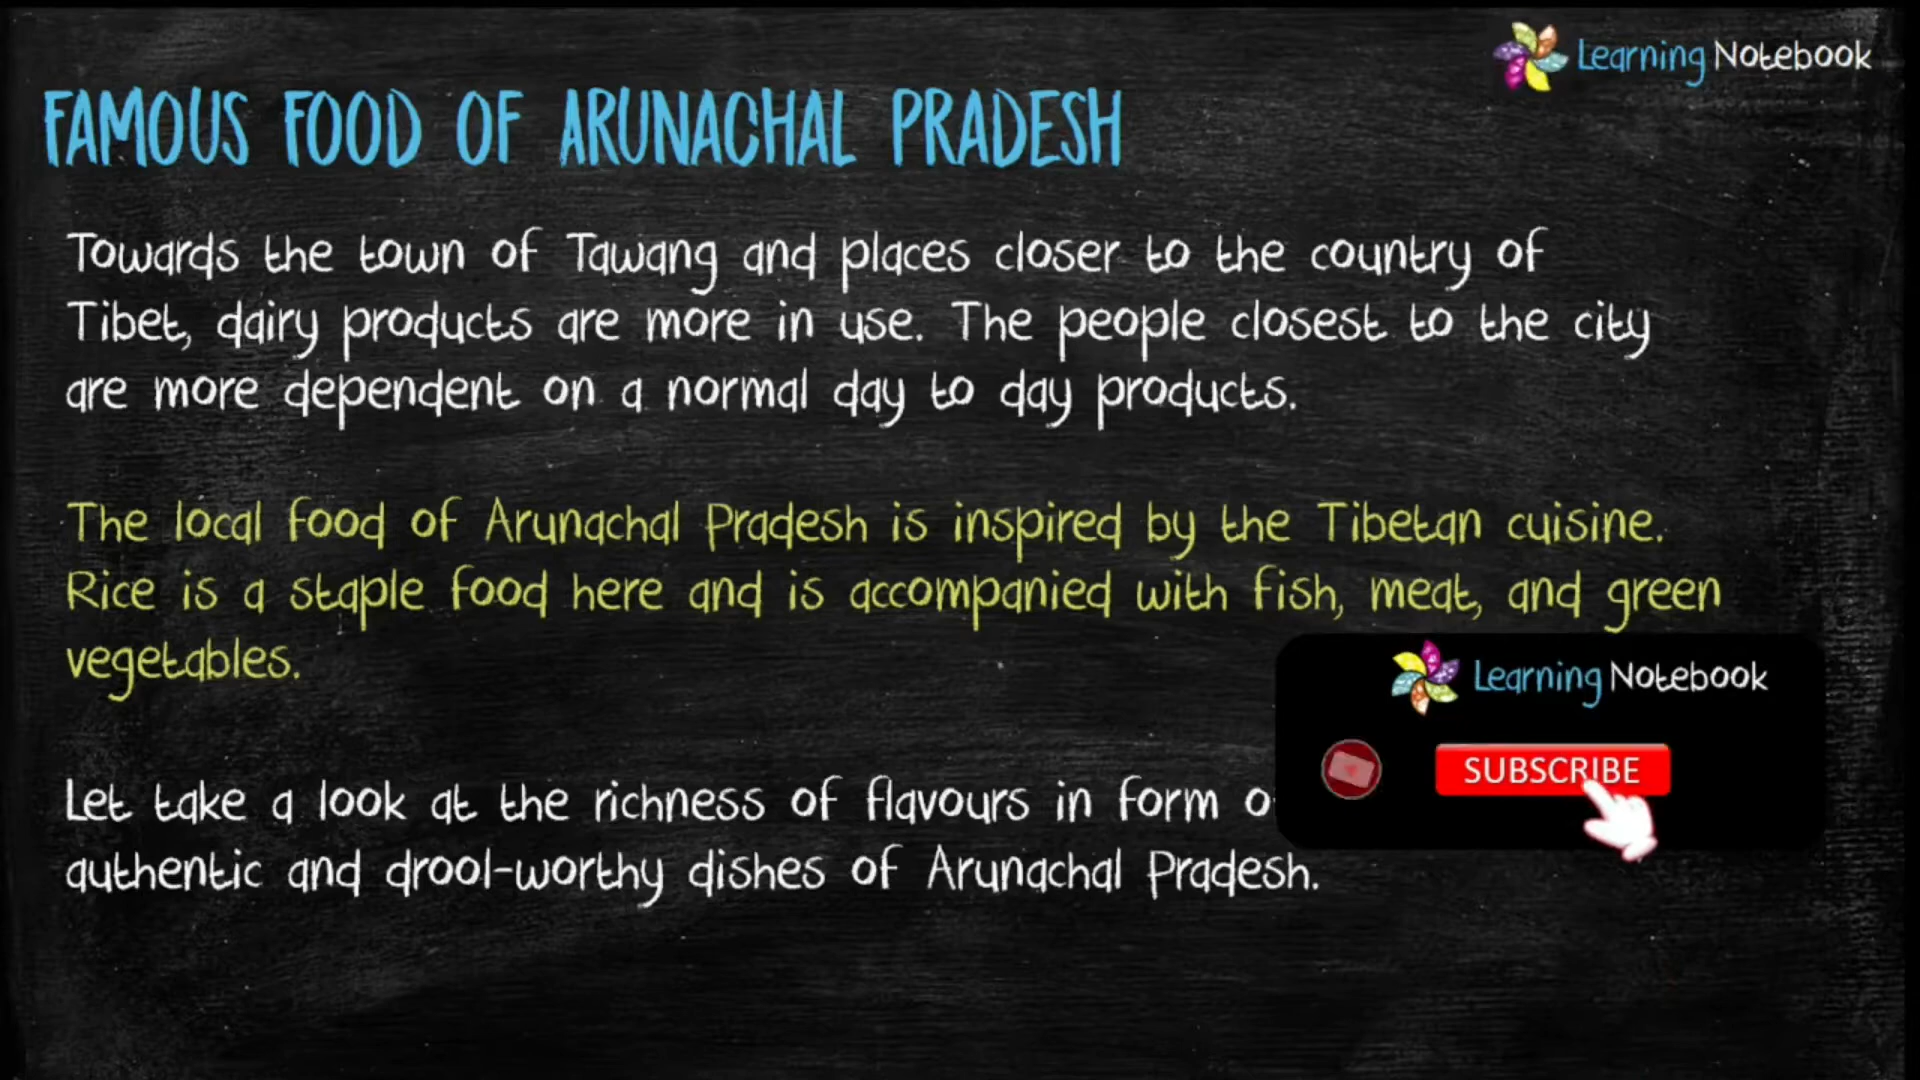 Learning Notebook
FAMOUS FOOD OF ARUNACHAL PRADESH
Towards the town of Tawang and places closer to the country of
Tibet, dairy products are more in use. The people closest to the city
are more dependent on a normal day to day products.
The local food of Arunachal Pradesh is inspired by the Tibetan cuisine.
Rice is a staple food here and is accompanied with fish, meat, and green
vegetables.
Let take a look at the richness of flavours in form
authentic and drool-worthy dishes of Arunachal Pradesh.
Learning Notebook
SUBSCRIBE